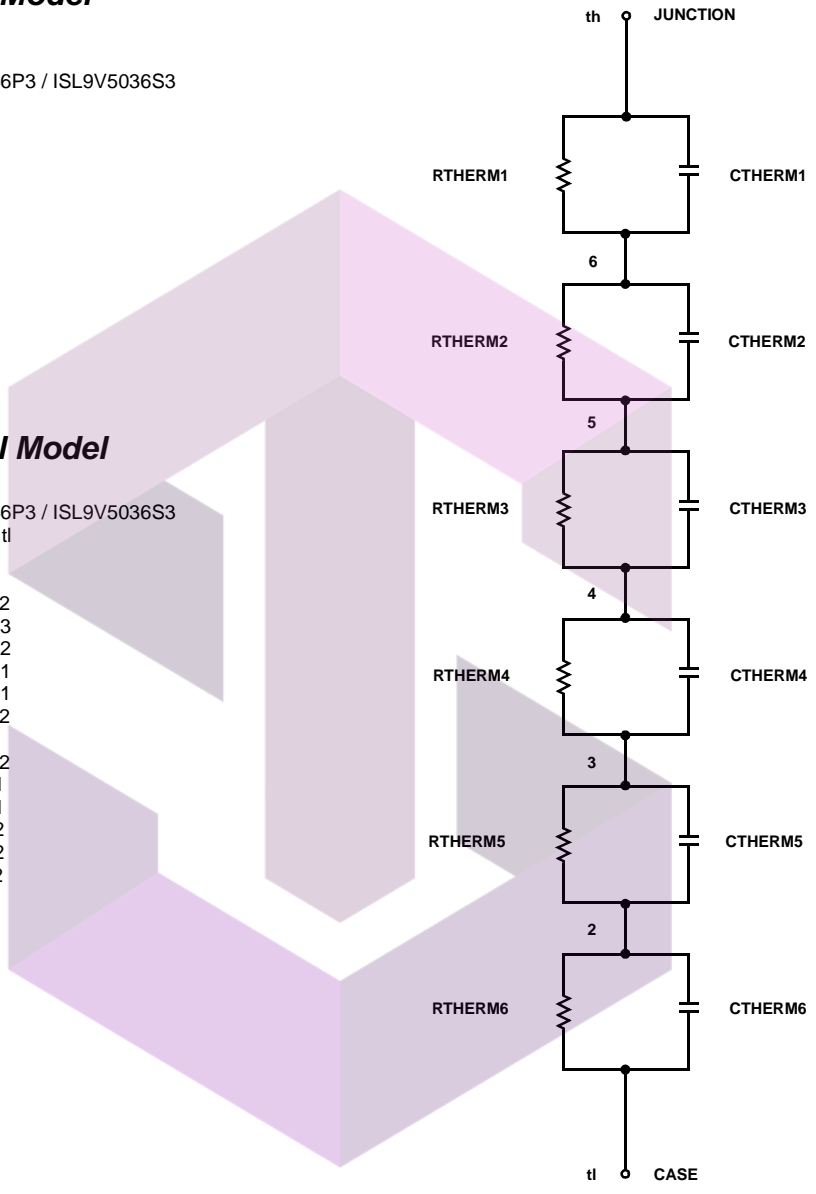 Model
6P3 / ISL9V5036S3
l Model
6P3 / ISL9V5036S3
tl
2
3
2
1
1
2
2
1
1
2
2
2
th JUNCTION
RTHERM1 CTHERM1
6
RTHERM2 CTHERM2
5
RTHERM3 CTHERM3
4
RTHERM4 CTHERM4
3
RTHERM5 CTHERM5
2
RTHERM6 CTHERM6
tl CASE